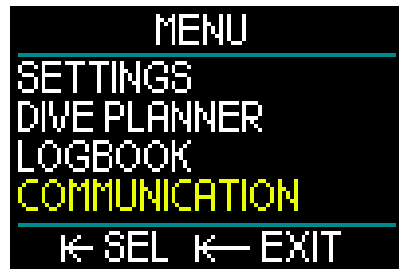 MENU
SETTINGS
DIVE PLANNER
LOGBOOK
COMMUNICATION
SEL EXIT